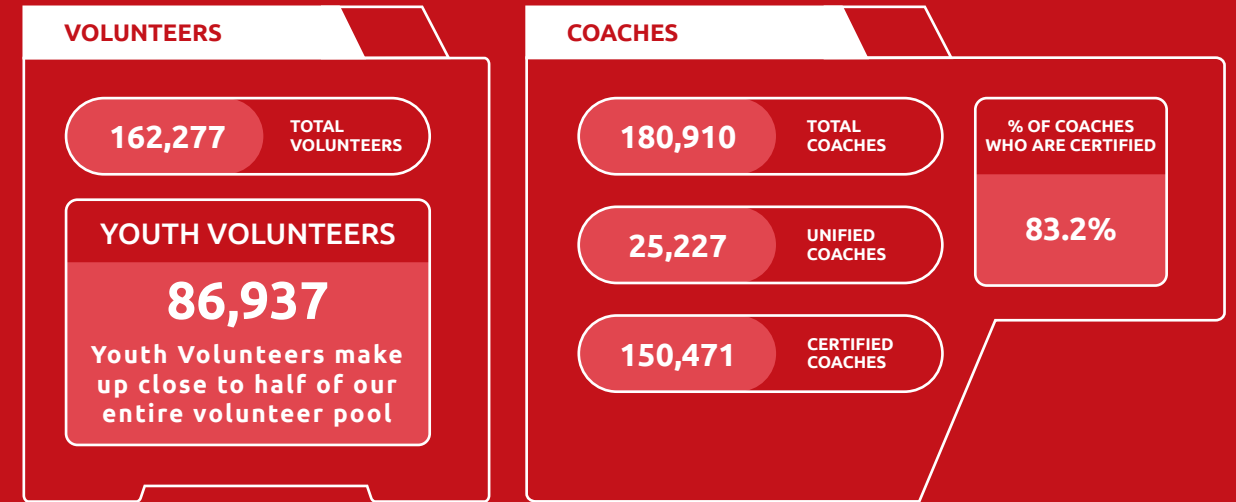 VOLUNTEERS
162,277
TOTAL
VOLUNTEERS
YOUTH VOLUNTEERS
86,937
Youth Volunteers make
up close to half of our
entire volunteer pool
COACHES
180,910
TOTAL
COACHES
25,227
UNIFIED
COACHES
150,471
CERTIFIED
COACHES
% OF COACHES
WHO ARE CERTIFIED
83.2%